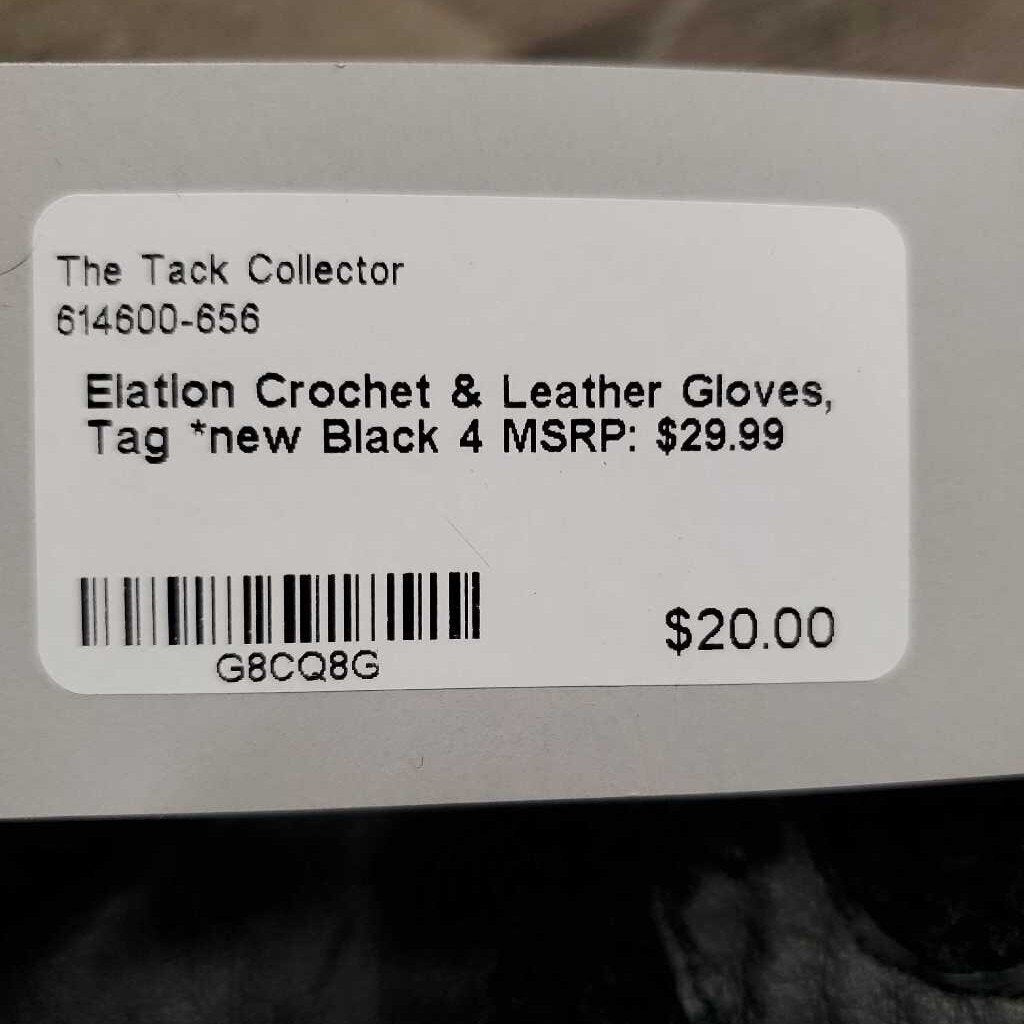 The Tack Collector
614600-656
Elation Crochet & Leather Gloves,
Tag *new Black 4 MSRP: $29.99
G8CQ8G
$20.00